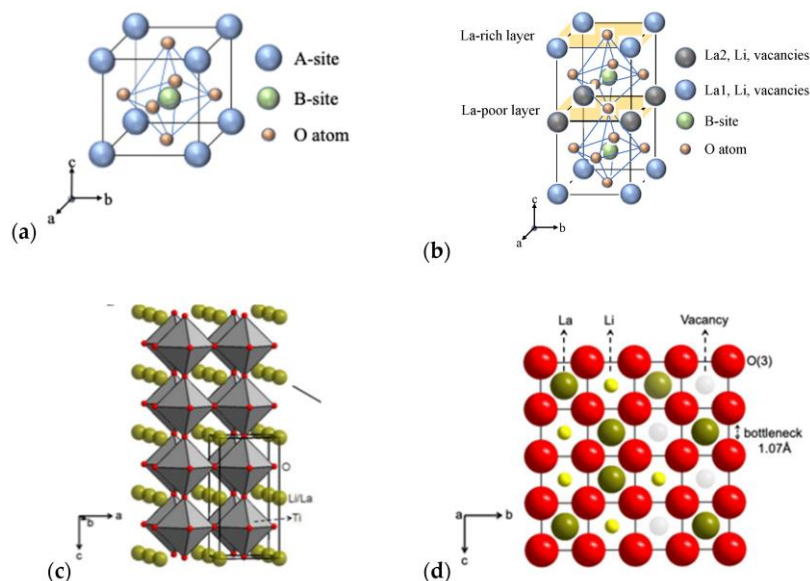 A-site
B-site
O atom
c
b
a
(a)
La-rich layer
La-poor layer
La2, Li, vacancies
La1, Li, vacancies
B-site
O atom
c
b
a
(b)
O
Li/La
Ti
a
b
c
(c)
La
Li
Vacancy
O(3)
bottleneck
1.07Å
a
b
c
(d)